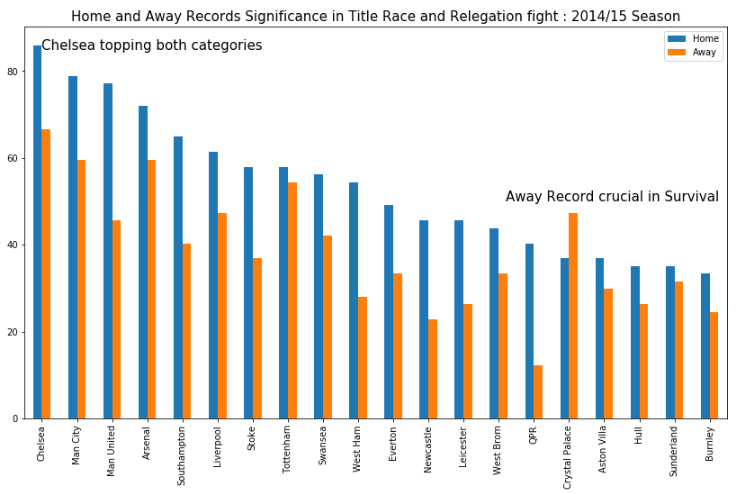 Home and Away Records Significance in Title Race and Relegation fight : 2014/15 Season
Chelsea topping both categories
Home
Away
Away Record crucial in Survival
80
60
40
20
0
Chelsea
Man City
Man United
Arsenal
Southampton
Liverpool
Stoke
Tottenham
Swansea
West Ham
Everton
Newcastle
Leicester
West Brom
QPR
Crystal Palace
Aston Villa
Hull
Sunderland
Burnley